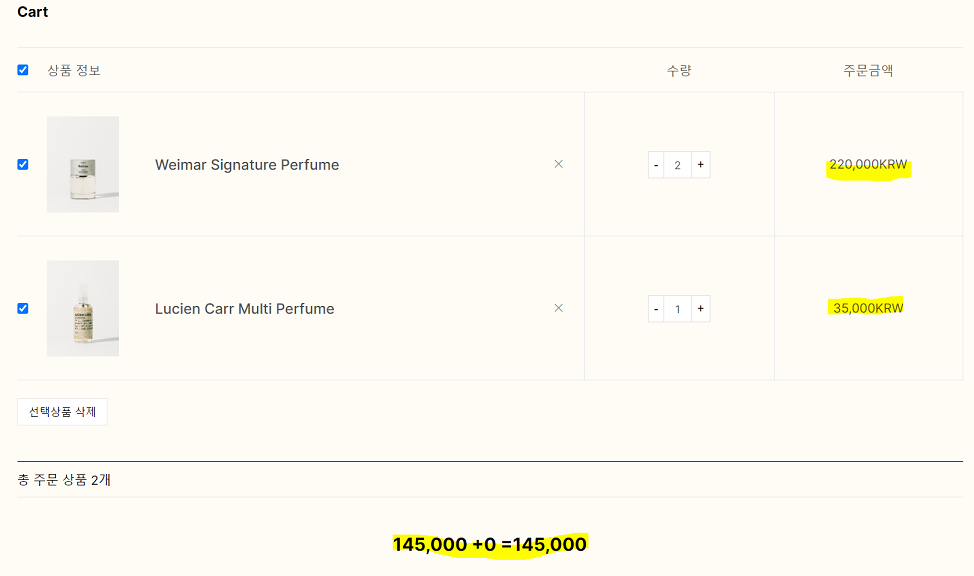 Cart
상품 정보 수량 주문금액
Weimar Signature Perfume × - 2 + 220,000KRW
Lucien Carr Multi Perfume × - 1 + 35,000KRW
선택상품 삭제
총 주문 상품 2개
145,000 +0 =145,000